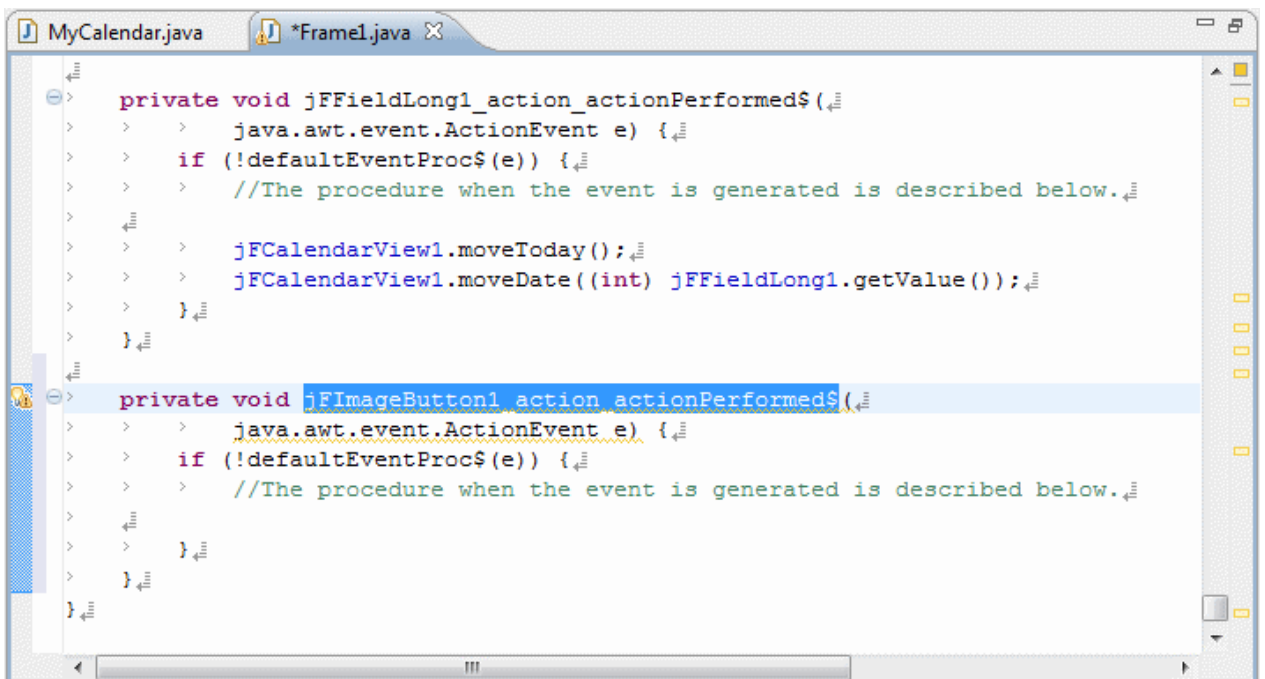 MyCalendar.java *Frame1.java
private void jFFieldLong1_action_actionPerformed$(
java.awt.event.ActionEvent e) {
if (!defaultEventProc$(e)) {
//The procedure when the event is generated is described below.
jFCalendarView1.moveToday();
jFCalendarView1.moveDate((int) jFFieldLong1.getValue());
}
}
private void jFImageButton1_action_actionPerformed$(
java.awt.event.ActionEvent e) {
if (!defaultEventProc$(e)) {
//The procedure when the event is generated is described below.
}
}
}